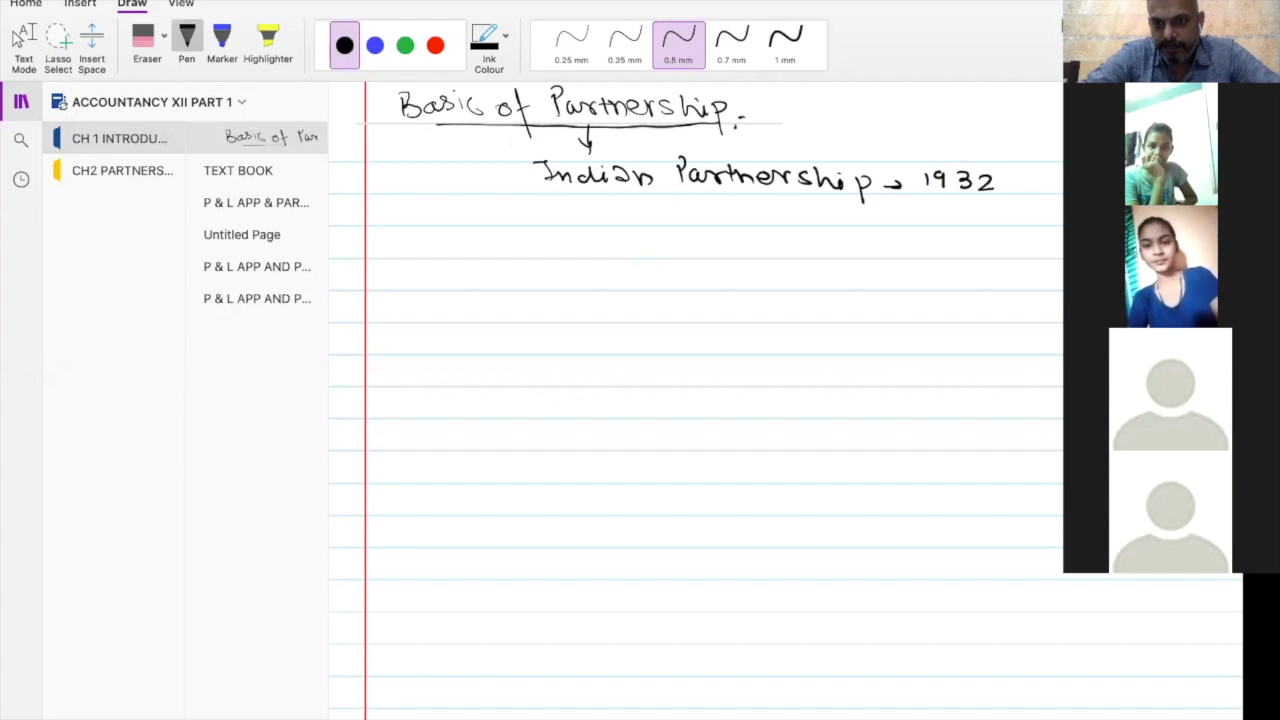 Home Insert Draw View
Text Mode
Lasso Select
Insert Space
Eraser
Pen
Marker
Highlighter
Ink Colour
0.25 mm
0.35 mm
0.5 mm
0.7 mm
1 mm
ACCOUNTANCY XII PART 1
CH 1 INTRODU...
CH2 PARTNERS...
Basic of Par
TEXT BOOK
P & L APP & PAR...
Untitled Page
P & L APP AND P...
P & L APP AND P...
Basic of Partnership.-
Indian Partnership → 1932